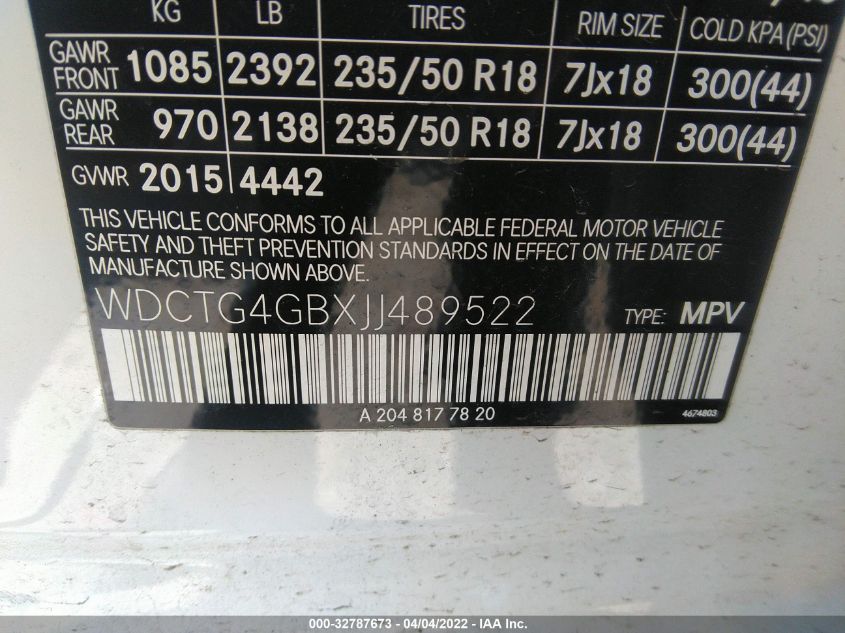 KG LB TIRES RIM SIZE COLD KPA(PSI)
GAWR FRONT 1085 2392 235/50 R18 7Jx18 300(44)
GAWR REAR 970 2138 235/50 R18 7Jx18 300(44)
GVWR 2015 4442
THIS VEHICLE CONFORMS TO ALL APPLICABLE FEDERAL MOTOR VEHICLE
SAFETY AND THEFT PREVENTION STANDARDS IN EFFECT ON THE DATE OF
MANUFACTURE SHOWN ABOVE.
WDCTG4GBXJJ489522 TYPE: MPV
A 204 817 78 20 4674803
000-32787673 - 04/04/2022 - IAA Inc.